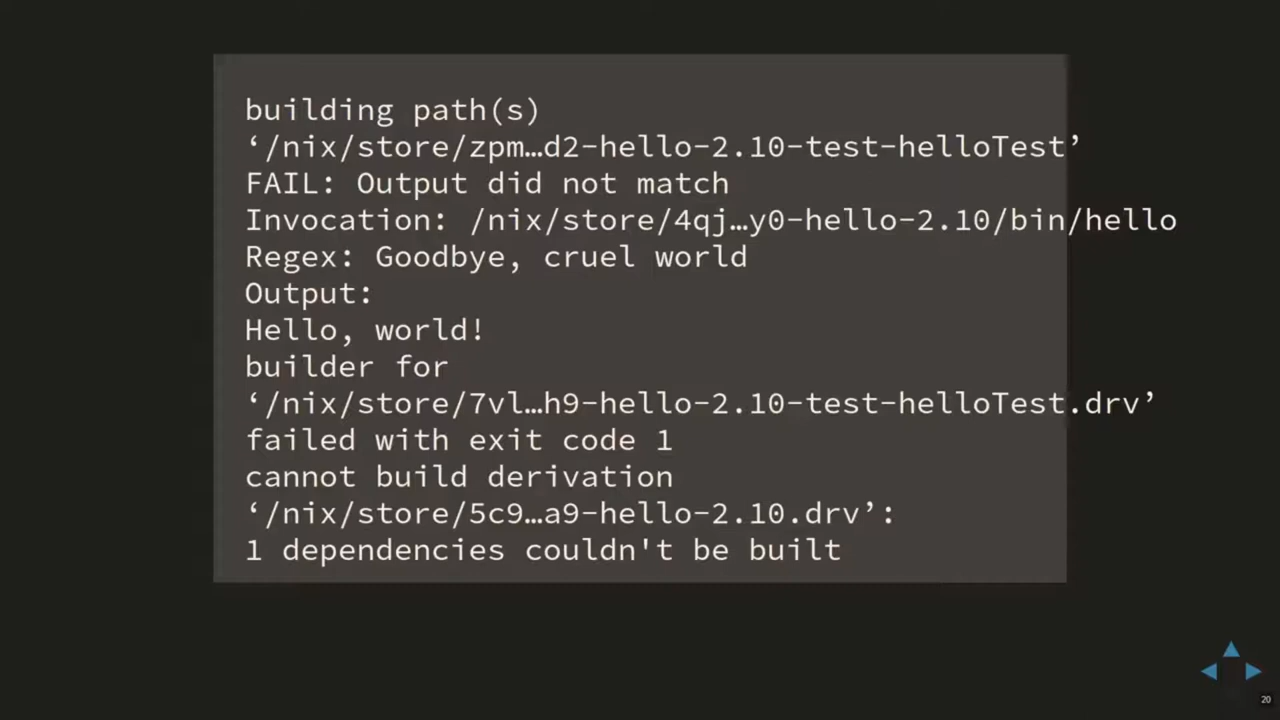 building path(s)
‘/nix/store/zpm…d2-hello-2.10-test-helloTest’
FAIL: Output did not match
Invocation: /nix/store/4qj…y0-hello-2.10/bin/hello
Regex: Goodbye, cruel world
Output:
Hello, world!
builder for
‘/nix/store/7vl…h9-hello-2.10-test-helloTest.drv’
failed with exit code 1
cannot build derivation
‘/nix/store/5c9…a9-hello-2.10.drv’:
1 dependencies couldn't be built
20